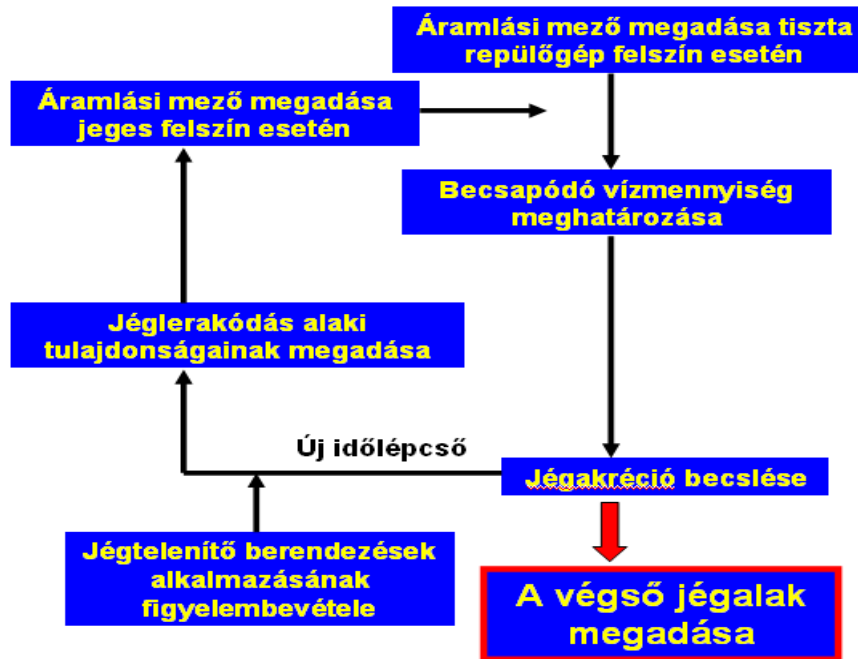 Áramlási mező megadása tiszta
repülőgép felszín esetén
Áramlási mező megadása
jeges felszín esetén
Becsapódó vízmennyiség
meghatározása
Jéglerakódás alaki
tulajdonságainak megadása
Új időlépcső
Jégakréció becslése
Jégtelenítő berendezések
alkalmazásának
figyelembevétele
A végső jégalak
megadása